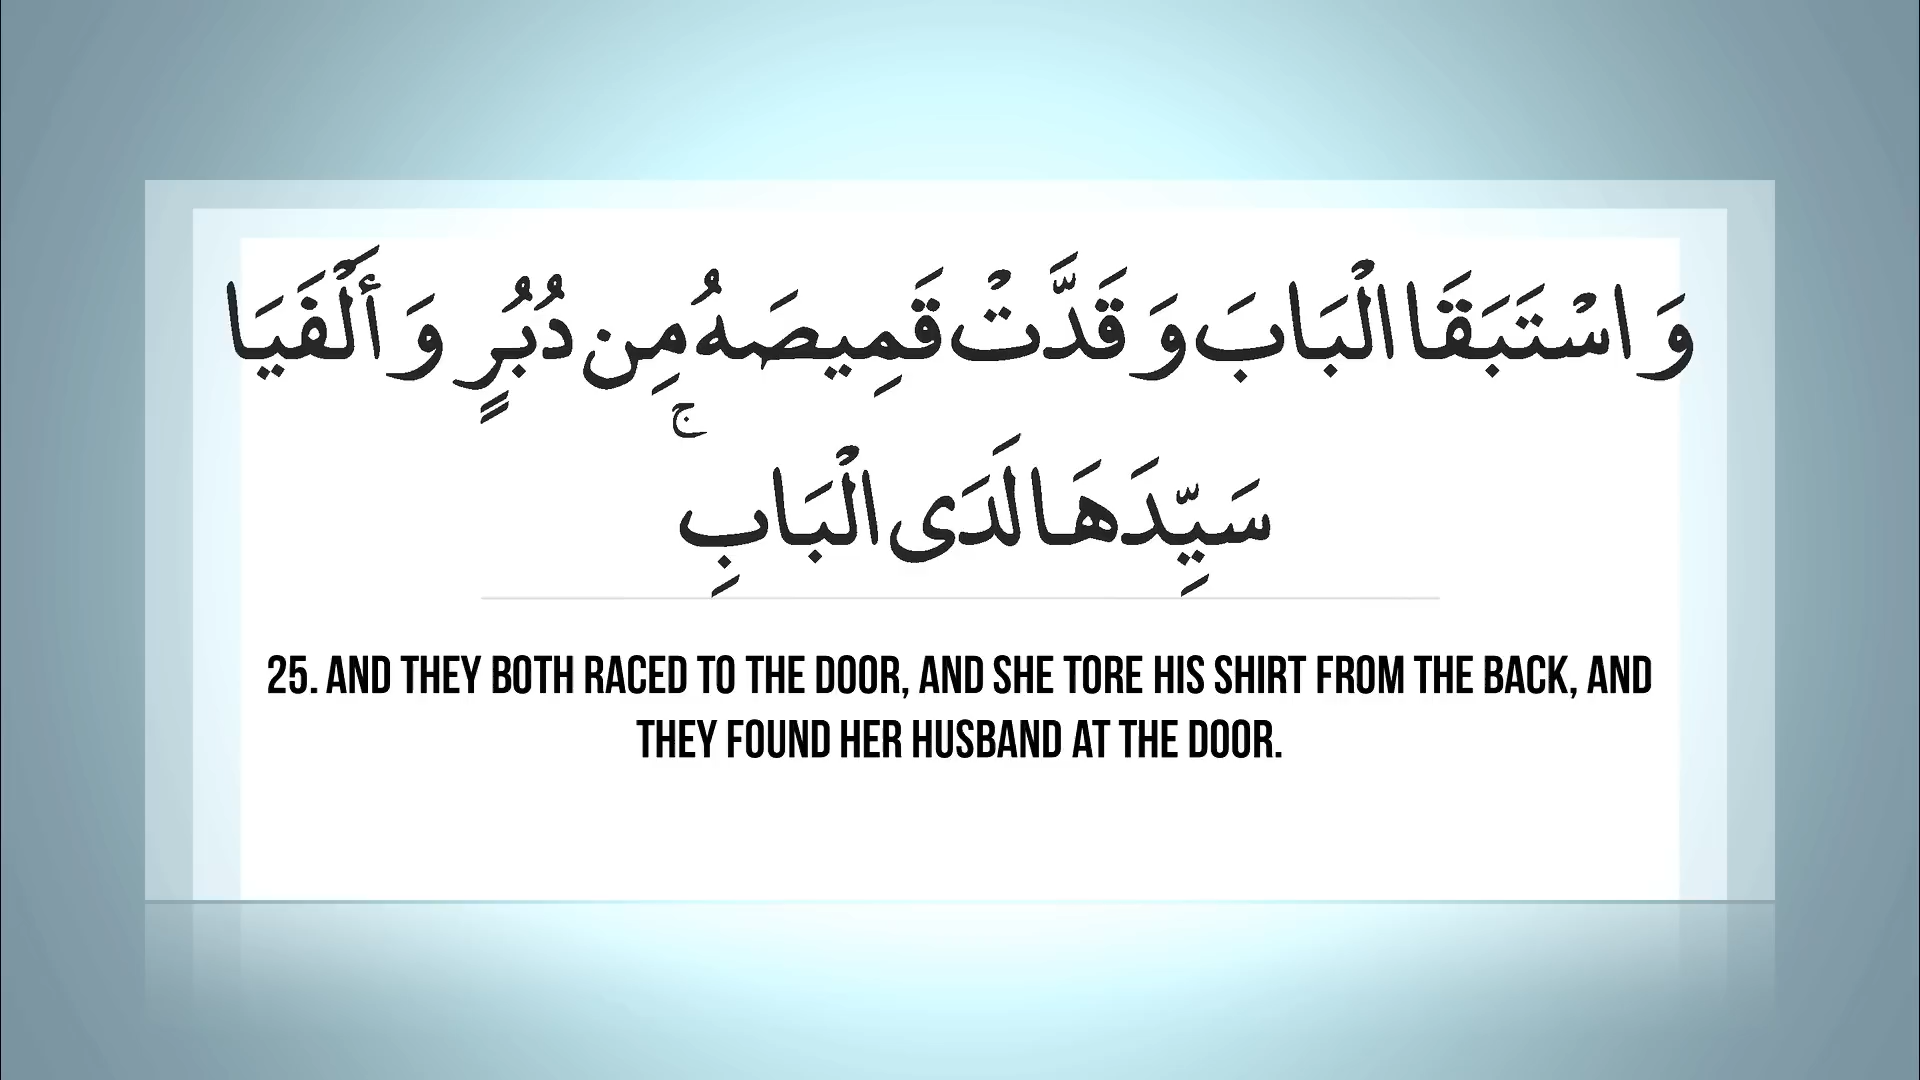 وَ اسْتَبَقَا الْبَابَ وَ قَدَّتْ قَمِيصَهُ مِن دُبُرٍ وَ أَلْفَيَا
سَيِّدَهَا لَدَى الْبَابِ ۚ
25. AND THEY BOTH RACED TO THE DOOR, AND SHE TORE HIS SHIRT FROM THE BACK, AND
THEY FOUND HER HUSBAND AT THE DOOR.